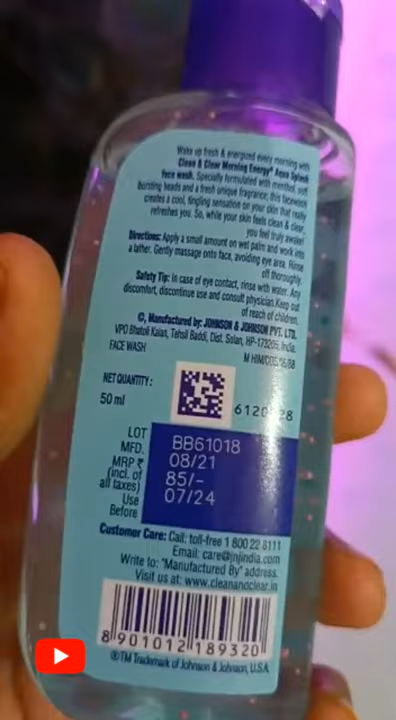 Wake up fresh & energized every morning with
Clean & Clear Morning Energy® Aqua Splash
face wash. Specially formulated with menthol,
bursting beads and a fresh unique fragrance, this facewash
creates a cool, tingling sensation on your skin that really
refreshes you. So, while your skin feels clean & clear,
you feel truly awake!
Directions: Apply a small amount on wet palm and work into
a lather. Gently massage onto face, avoiding eye area. Rinse
off thoroughly.
Safety Tip: In case of eye contact, rinse with water. Any
discomfort, discontinue use and consult physician. Keep out
of reach of children.
©, Manufactured by: JOHNSON & JOHNSON PVT. LTD.
VPO Bhatoli Kalan, Tehsil Baddi, Dist. Solan, HP-173205, India.
FACE WASH
NET QUANTITY:
50 ml
LOT BB61018
MFD. 08/21
MRP ₹ 85/-
(incl. of
all taxes)
Use 07/24
Before
Customer Care: Call: toll-free 1 800 22 8111
Email: care@jnjindia.com
Write to: "Manufactured By" address.
Visit us at: www.cleanandclear.in
8 901012 189320
®TM Trademark of Johnson & Johnson, U.S.A.